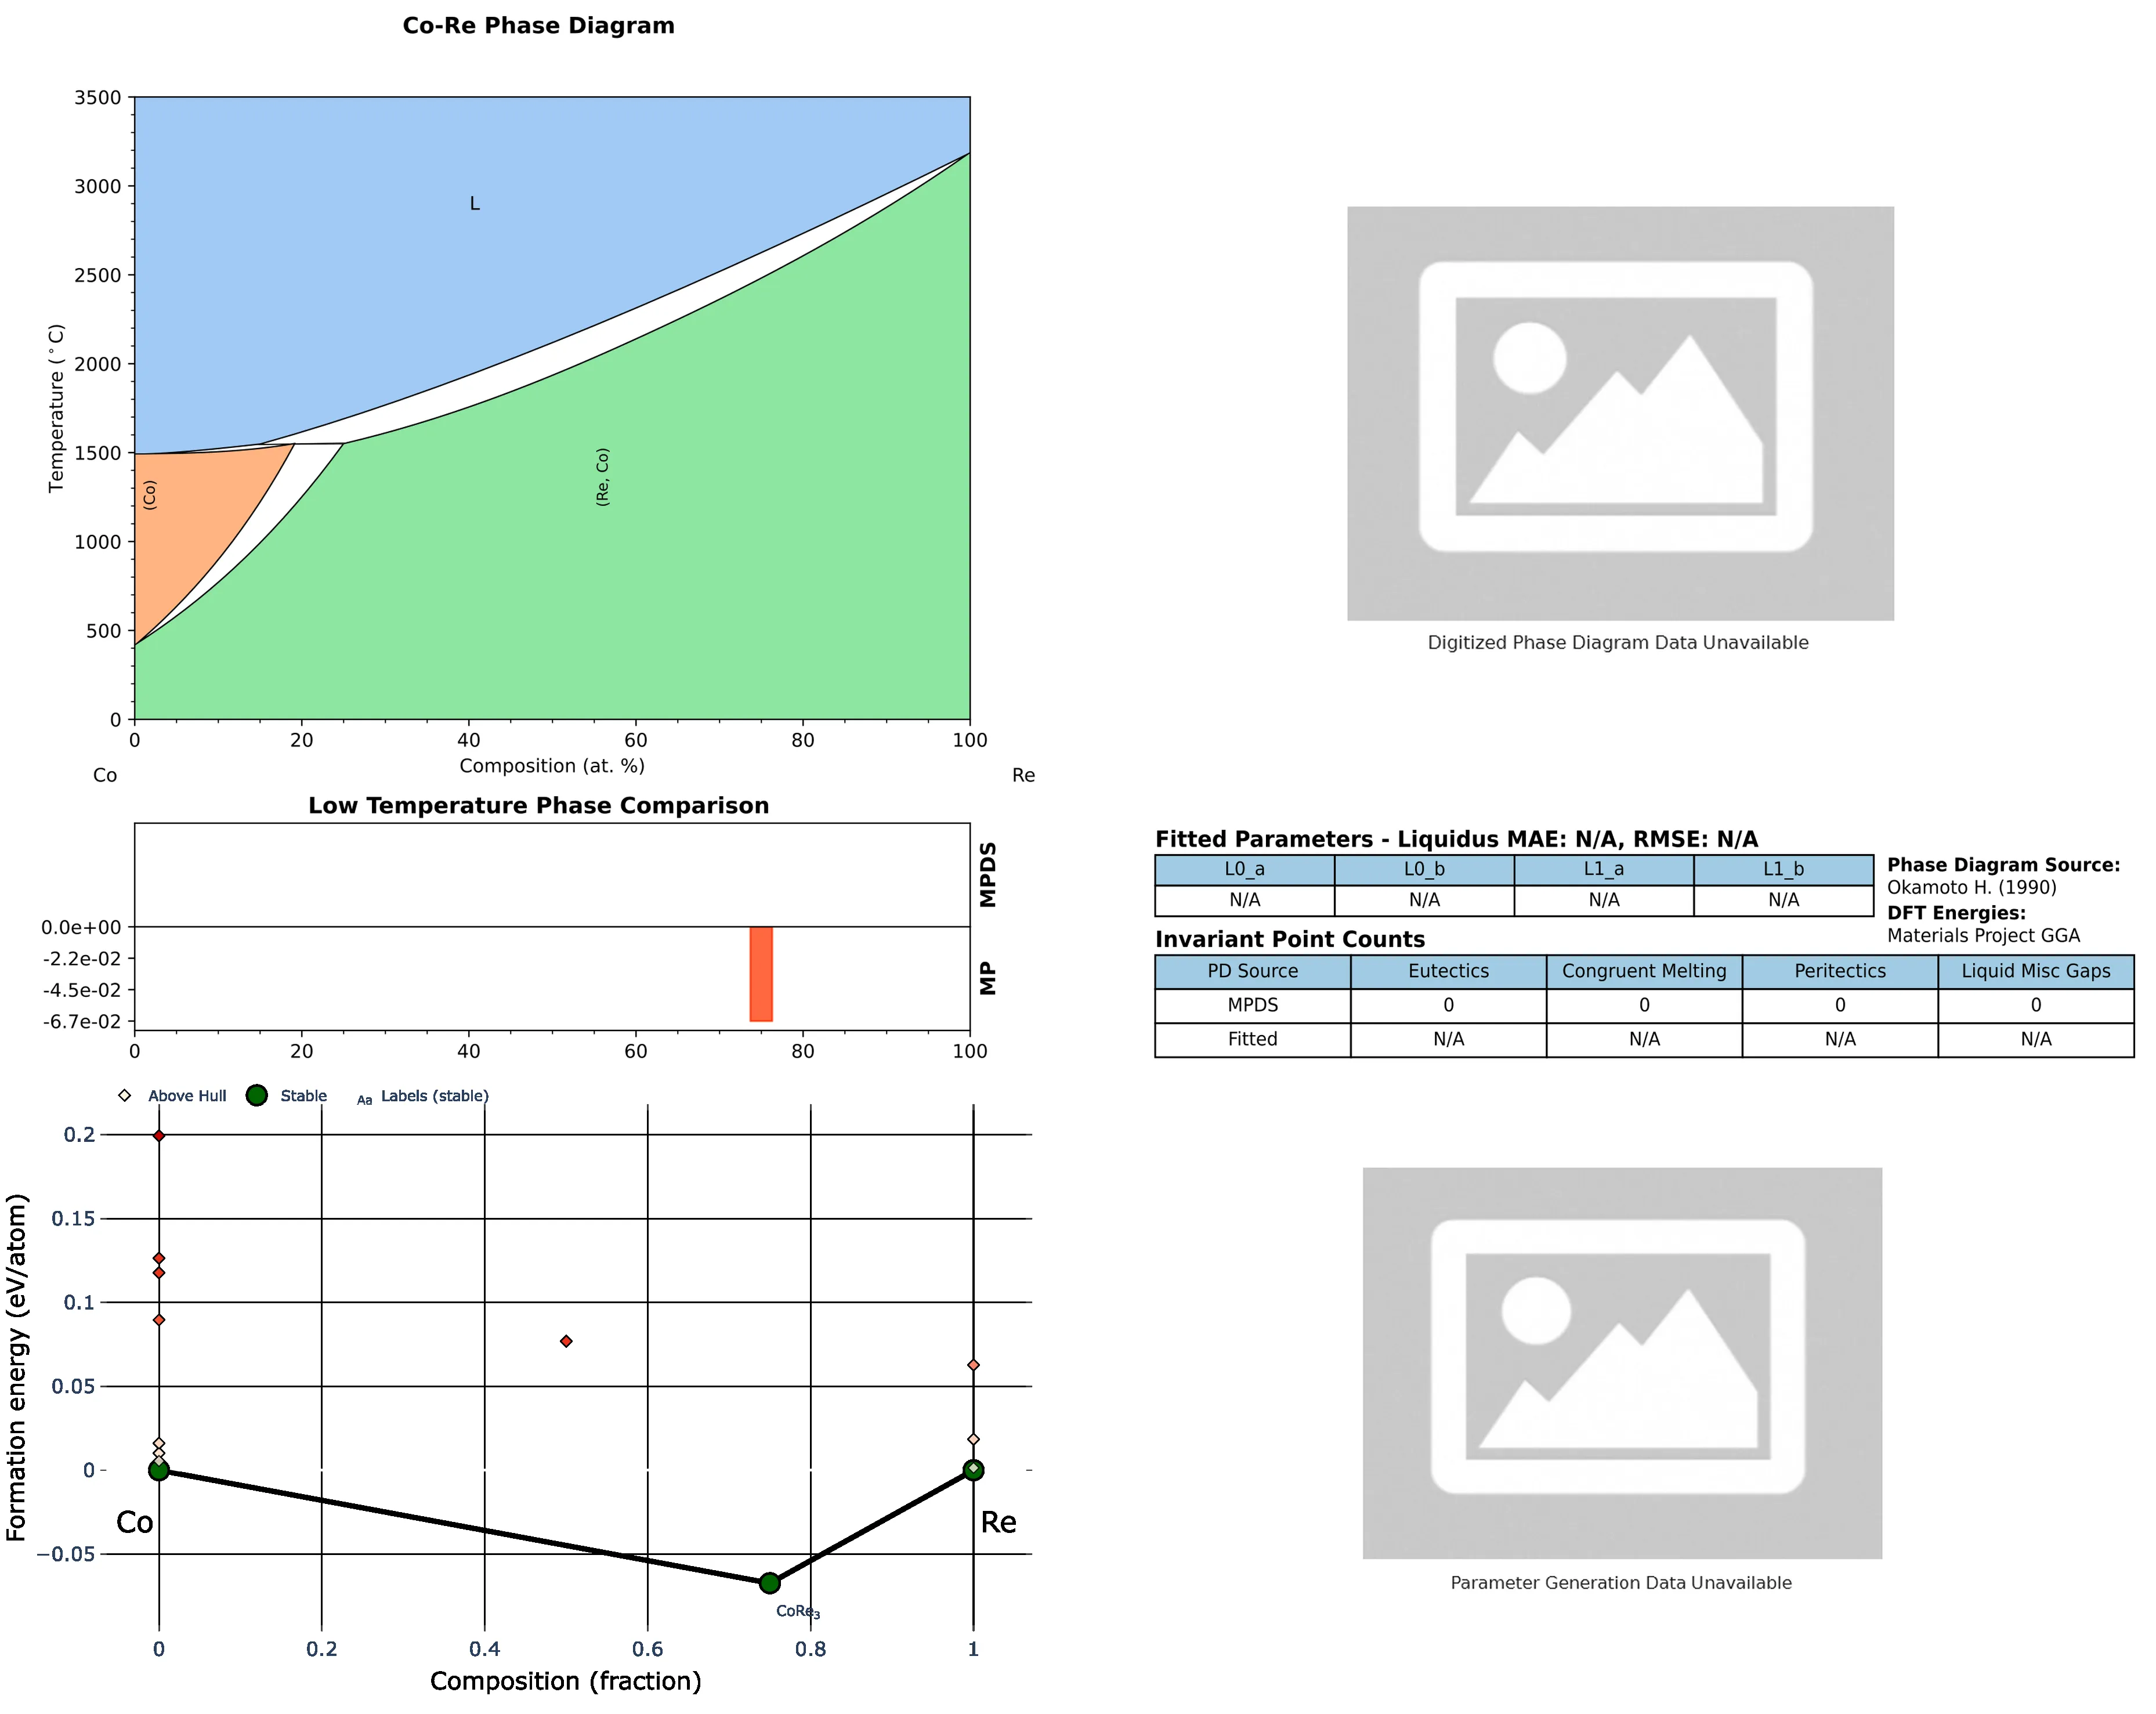 Co-Re Phase Diagram
3500
3000
2500
2000
1500
1000
500
0
Temperature (°C)
L
(Co)
(Re, Co)
0 20 40 60 80 100
Composition (at. %)
Co Re
Digitized Phase Diagram Data Unavailable
Low Temperature Phase Comparison
MPDS
MP
0.0e+00
-2.2e-02
-4.5e-02
-6.7e-02
0 20 40 60 80 100
Fitted Parameters - Liquidus MAE: N/A, RMSE: N/A
L0_a L0_b L1_a L1_b
N/A N/A N/A N/A
Phase Diagram Source:
Okamoto H. (1990)
DFT Energies:
Materials Project GGA
Invariant Point Counts
PD Source Eutectics Congruent Melting Peritectics Liquid Misc Gaps
MPDS 0 0 0 0
Fitted N/A N/A N/A N/A
Above Hull Stable Aa Labels (stable)
0.2
0.15
0.1
0.05
0
−0.05
Formation energy (eV/atom)
Co Re
CoRe₃
0 0.2 0.4 0.6 0.8 1
Composition (fraction)
Parameter Generation Data Unavailable